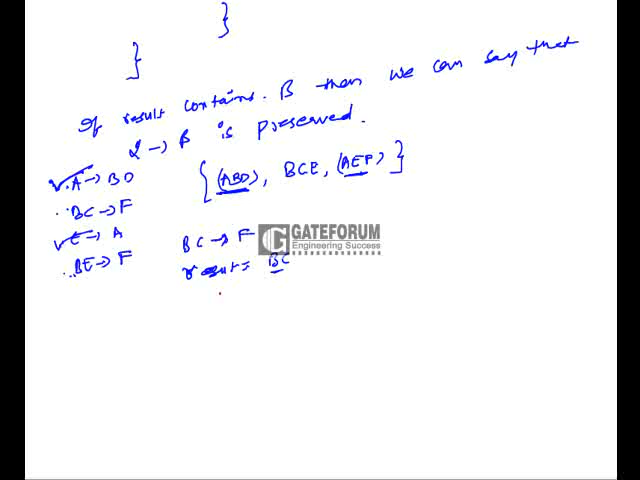 }
}
If result contains. β then we can say that
α → β is preserved.
A → BD {(ABD), BCE, (AEF)}
BC → F
E → A BC → F
BE → F result = BC
GATEFORUM
Engineering Success